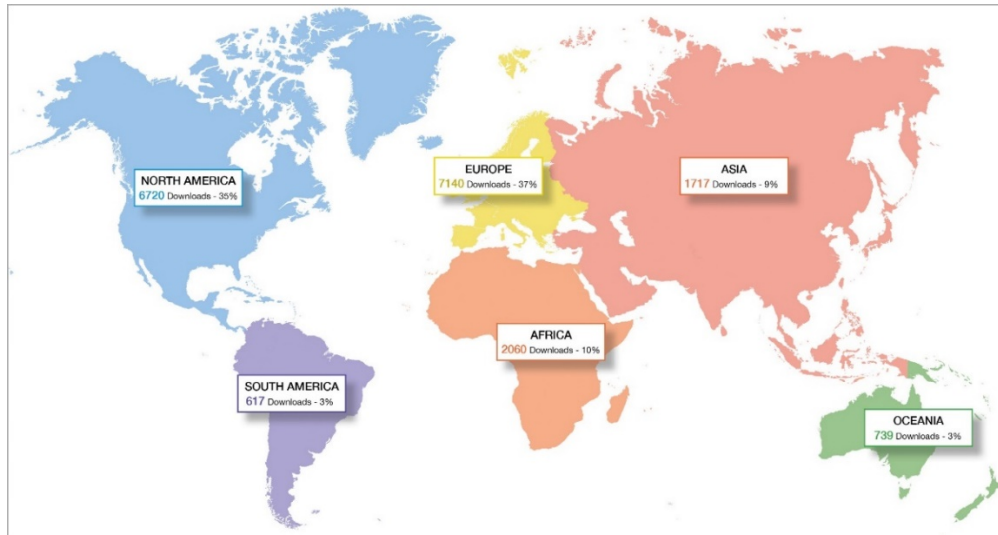 NORTH AMERICA
6720 Downloads - 35%
EUROPE
7140 Downloads - 37%
ASIA
1717 Downloads - 9%
AFRICA
2060 Downloads - 10%
SOUTH AMERICA
617 Downloads - 3%
OCEANIA
739 Downloads - 3%